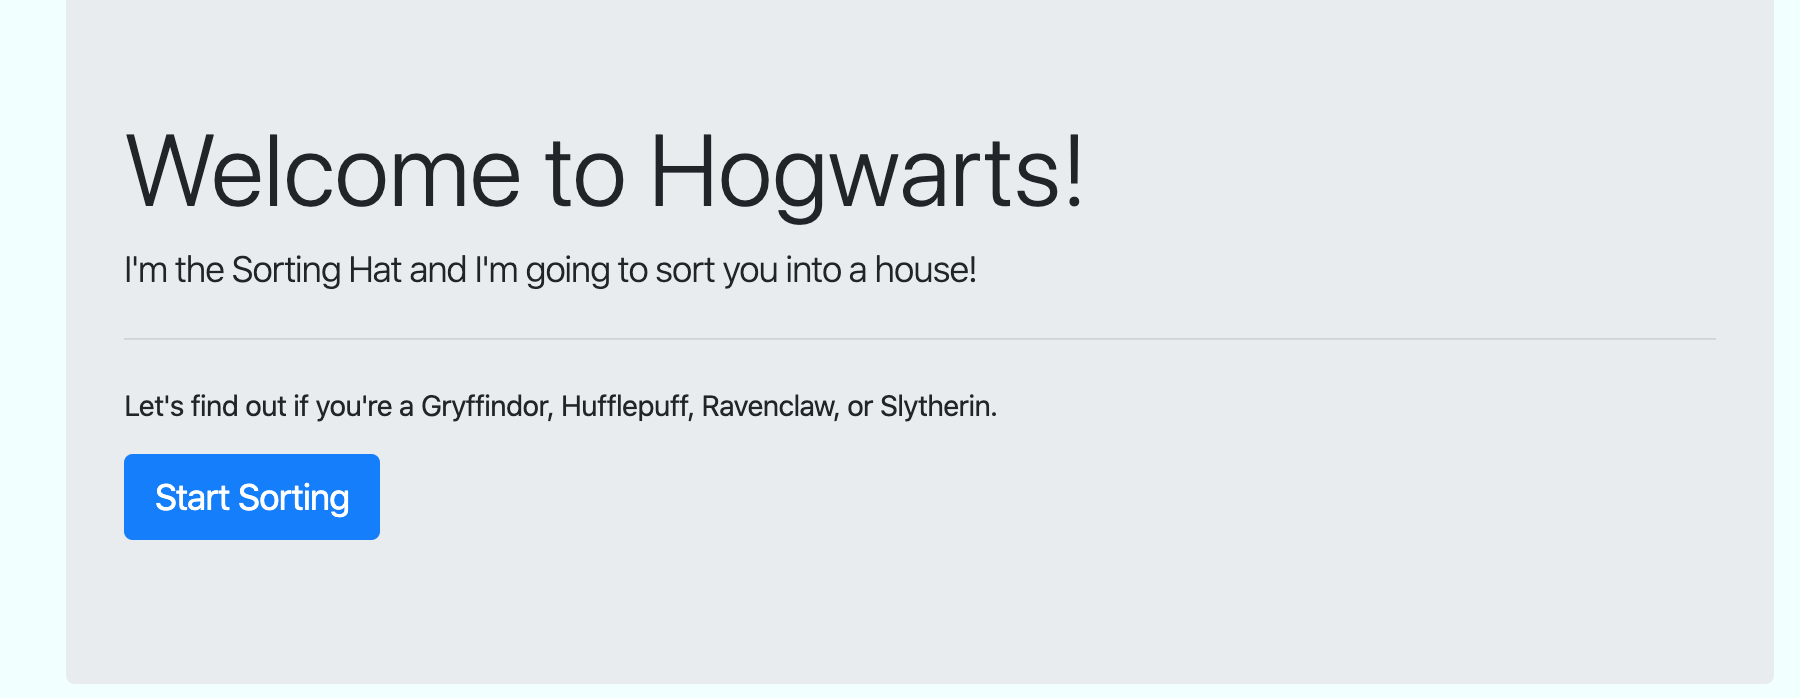 Welcome to Hogwarts!
I'm the Sorting Hat and I'm going to sort you into a house!
Let's find out if you're a Gryffindor, Hufflepuff, Ravenclaw, or Slytherin.
Start Sorting